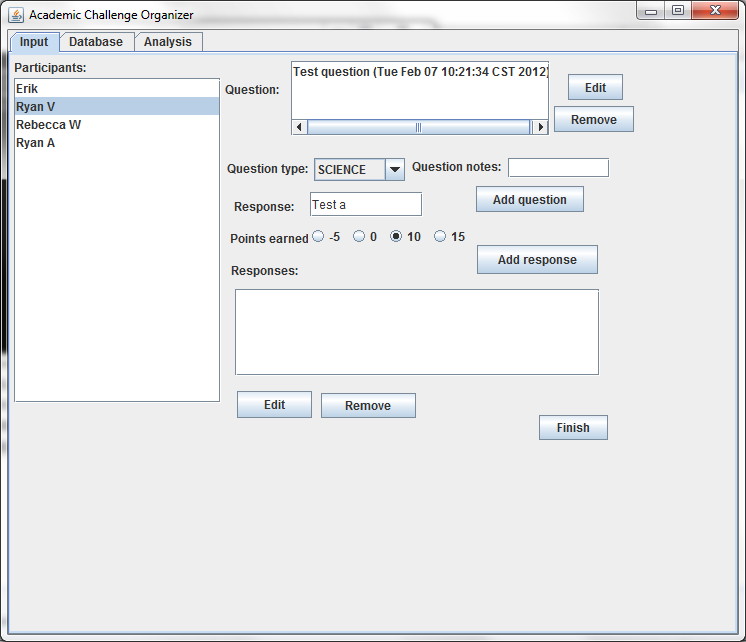 Academic Challenge Organizer
Input Database Analysis
Participants:
Erik
Ryan V
Rebecca W
Ryan A
Question:
Test question (Tue Feb 07 10:21:34 CST 2012)
Edit
Remove
Question type: SCIENCE Question notes:
Response: Test a
Add question
Points earned -5 0 10 15
Add response
Responses:
Edit Remove
Finish